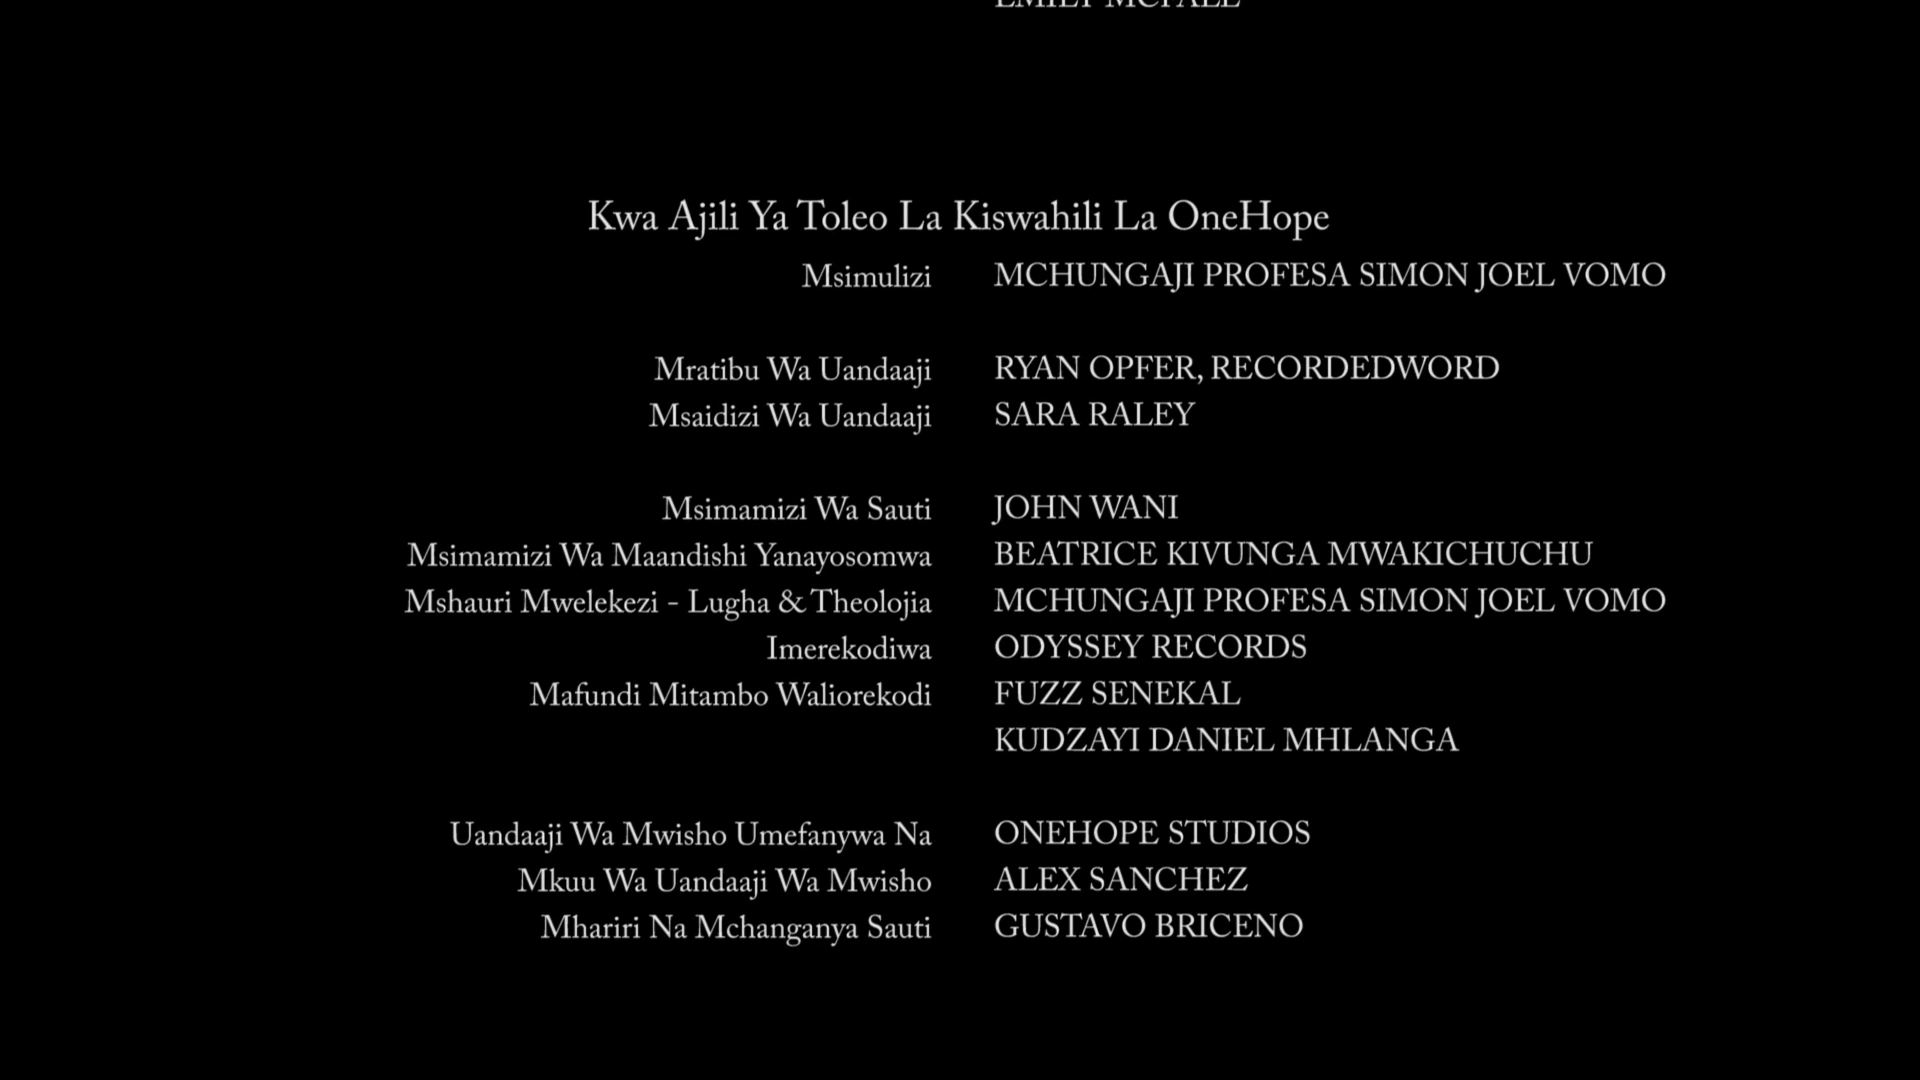 EMILY MCFALL
Kwa Ajili Ya Toleo La Kiswahili La OneHope
Msimulizi MCHUNGAJI PROFESA SIMON JOEL VOMO
Mratibu Wa Uandaaji RYAN OPFER, RECORDEDWORD
Msaidizi Wa Uandaaji SARA RALEY
Msimamizi Wa Sauti JOHN WANI
Msimamizi Wa Maandishi Yanayosomwa BEATRICE KIVUNGA MWAKICHUCHU
Mshauri Mwelekezi - Lugha & Theolojia MCHUNGAJI PROFESA SIMON JOEL VOMO
Imerekodiwa ODYSSEY RECORDS
Mafundi Mitambo Waliorekodi FUZZ SENEKAL
KUDZAYI DANIEL MHLANGA
Uandaaji Wa Mwisho Umefanywa Na ONEHOPE STUDIOS
Mkuu Wa Uandaaji Wa Mwisho ALEX SANCHEZ
Mhariri Na Mchanganya Sauti GUSTAVO BRICENO